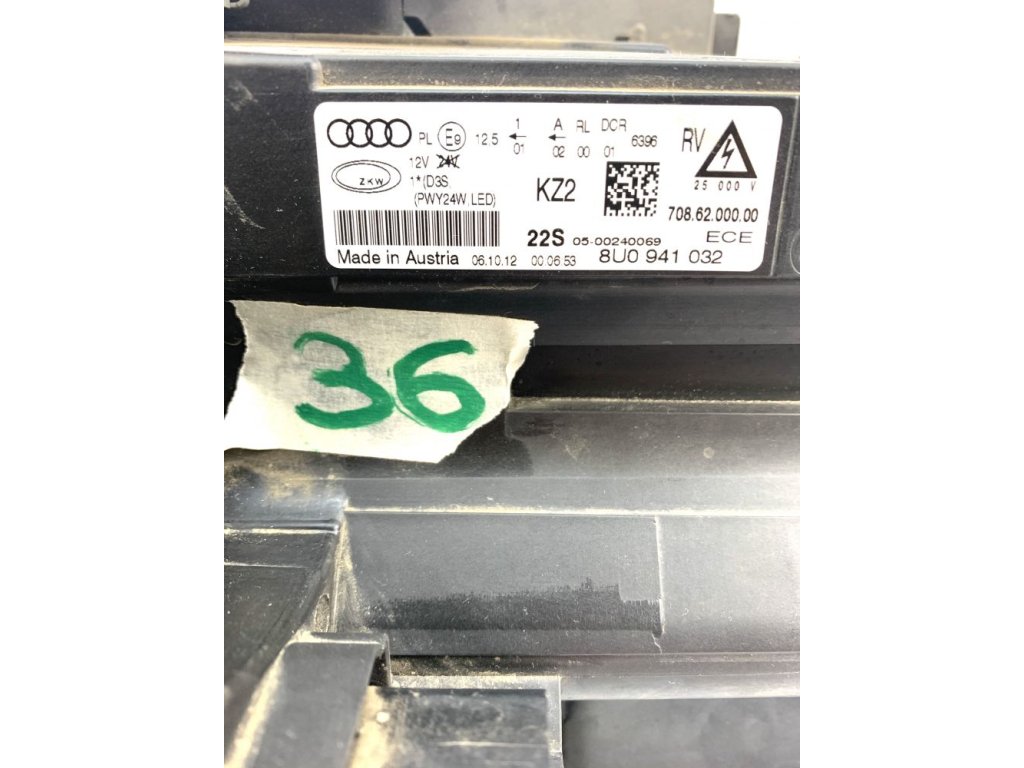 PL E9 12.5 1 01 A 02 RL 00 DCR 01 6396 RV
12V 24V
ZKW
1*(D3S,
(PWY24W,LED)
KZ2
25 000 V
708.62.000.00
22S 05-00240069 ECE
Made in Austria 06.10.12 00:06:53 8U0 941 032
36